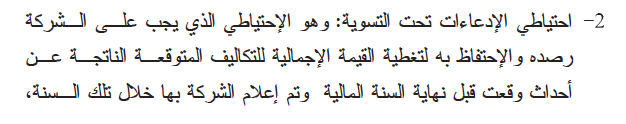 2- احتياطي الإدعاءات تحت التسوية: وهو الإحتياطي الذي يجب على الشركة
رصده والإحتفاظ به لتغطية القيمة الإجمالية للتكاليف المتوقعة الناتجة عن
أحداث وقعت قبل نهاية السنة المالية وتم إعلام الشركة بها خلال تلك السنة،